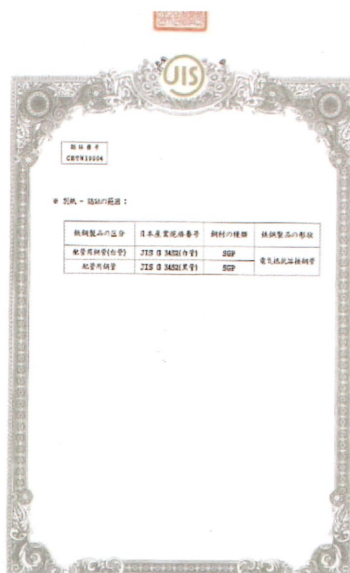 JIS
認証番号
※ 別紙 - 認証の範囲：
鉄鋼製品の区分 日本産業規格番号 鋼材の種類 鉄鋼製品の形状
配管用鋼管(白管) JIS G 3452(白管) SGP 電気抵抗溶接鋼管
配管用鋼管 JIS G 3452(黒管) SGP